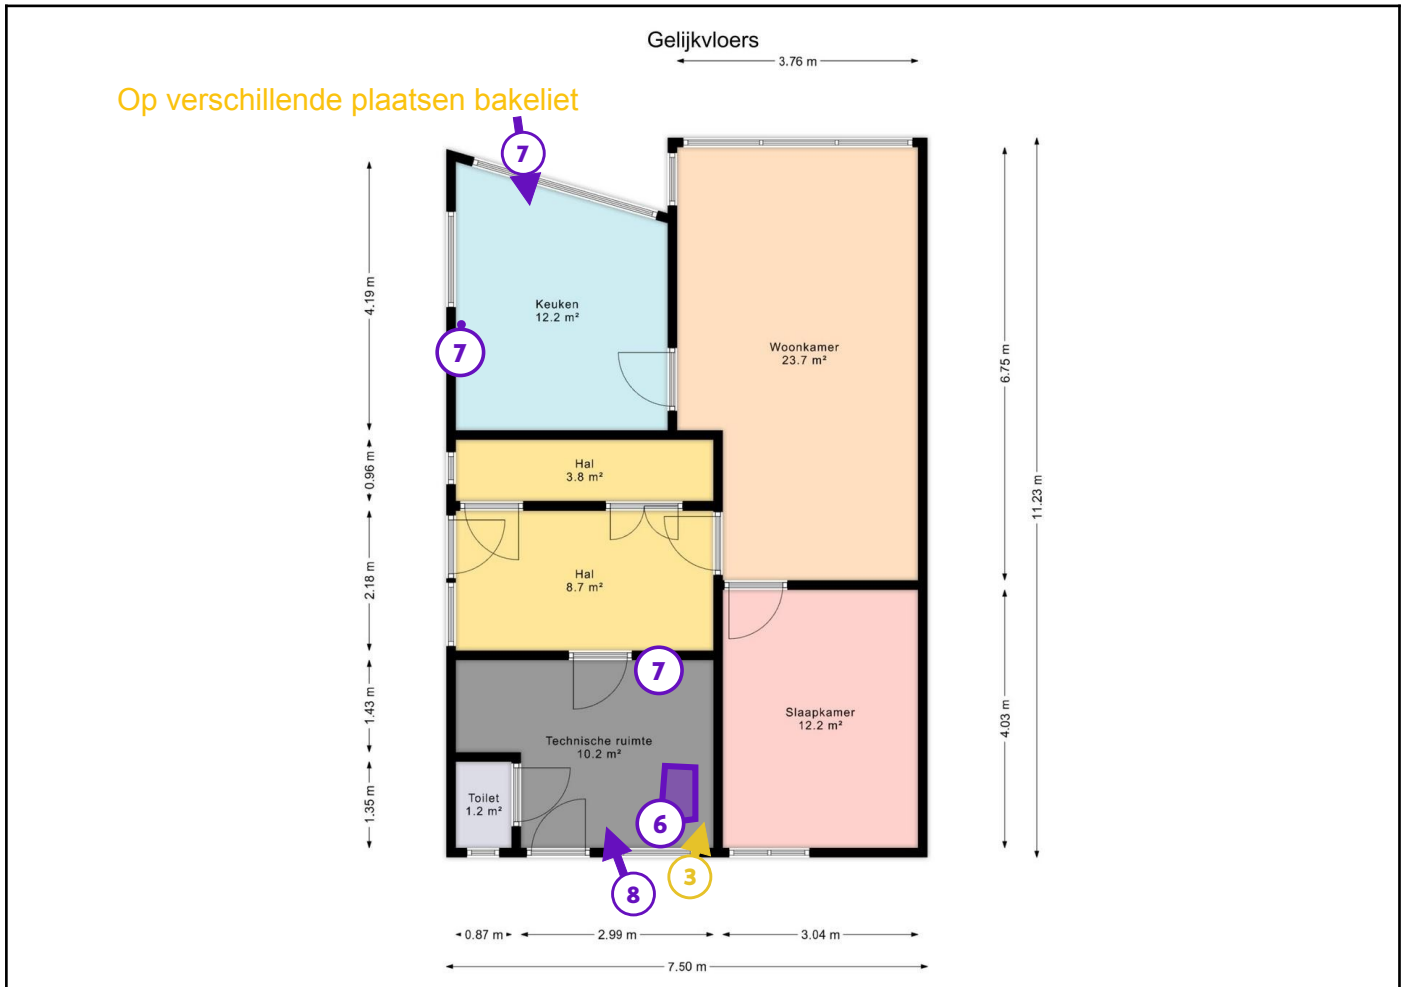 Gelijkvloers
3.76 m
Op verschillende plaatsen bakeliet
7
4.19 m
Keuken
12.2 m²
7
Woonkamer
23.7 m²
6.75 m
11.23 m
0.96 m
Hal
3.8 m²
2.18 m
Hal
8.7 m²
7
1.43 m
Technische ruimte
10.2 m²
Slaapkamer
12.2 m²
4.03 m
1.35 m
Toilet
1.2 m²
6
3
8
0.87 m
2.99 m
3.04 m
7.50 m